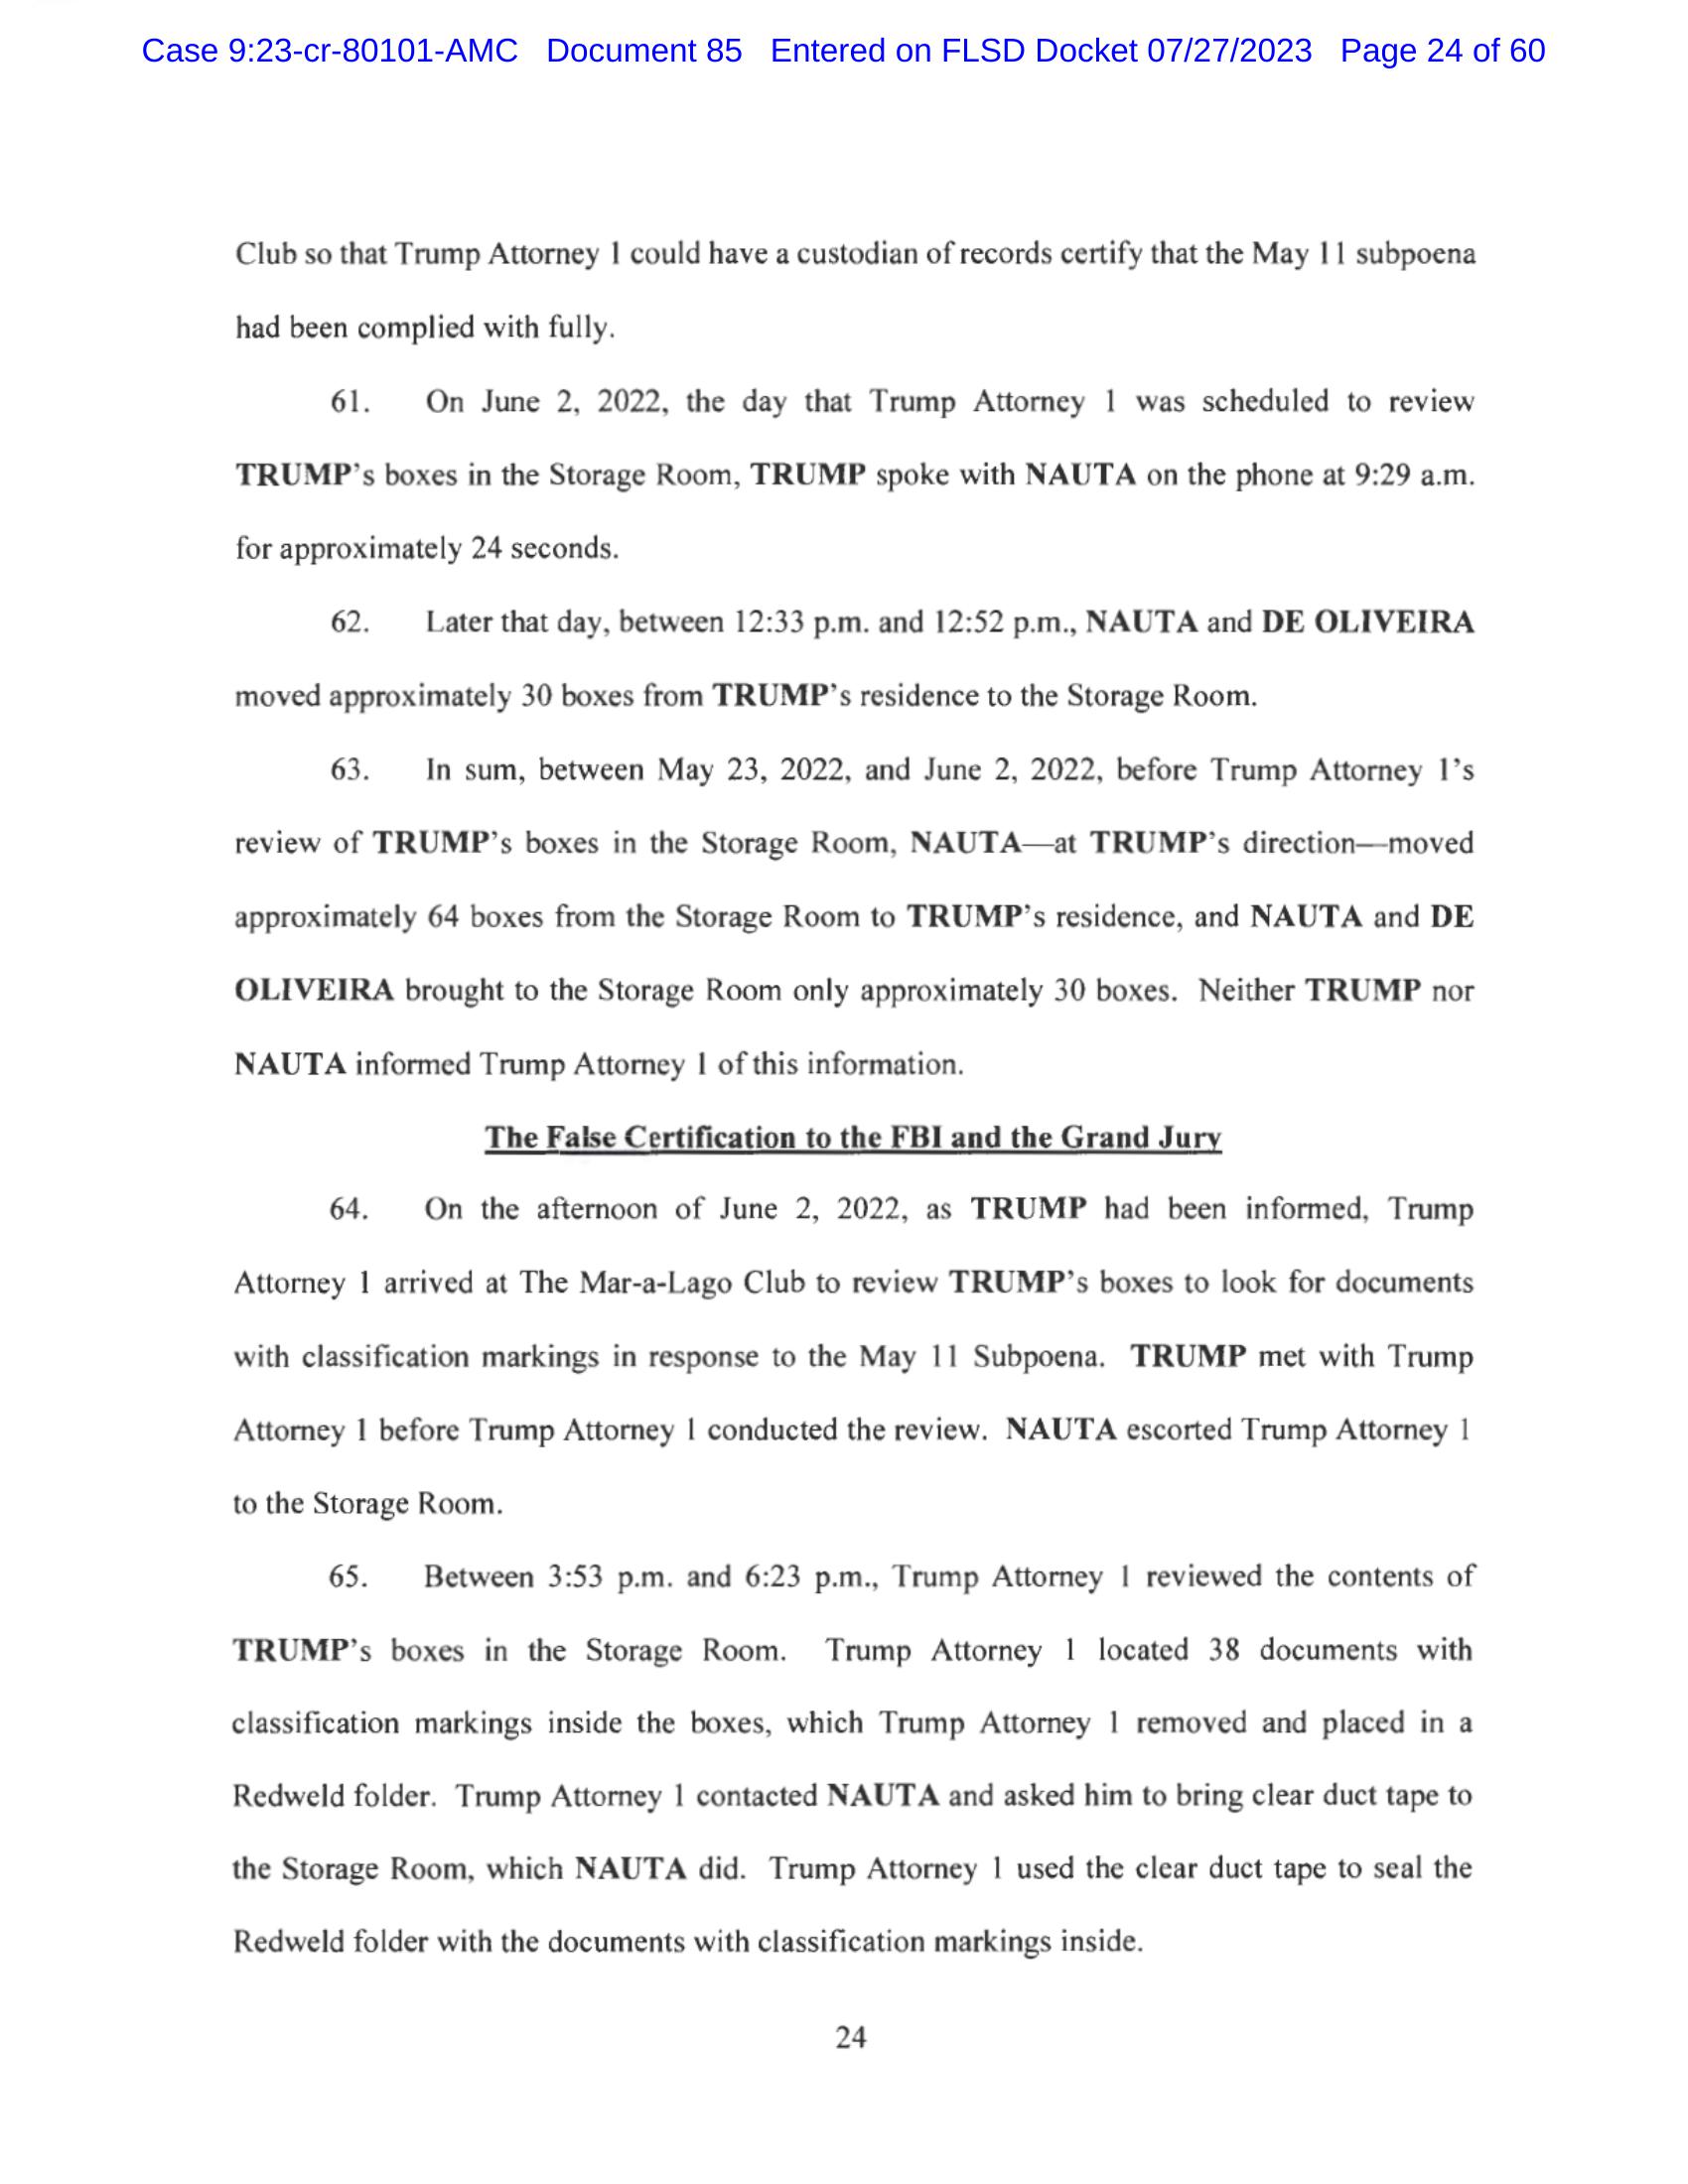 Case 9:23-cr-80101-AMC Document 85 Entered on FLSD Docket 07/27/2023 Page 24 of 60
Club so that Trump Attorney 1 could have a custodian of records certify that the May 11 subpoena
had been complied with fully.
61. On June 2, 2022, the day that Trump Attorney 1 was scheduled to review
TRUMP's boxes in the Storage Room, TRUMP spoke with NAUTA on the phone at 9:29 a.m.
for approximately 24 seconds.
62. Later that day, between 12:33 p.m. and 12:52 p.m., NAUTA and DE OLIVEIRA
moved approximately 30 boxes from TRUMP's residence to the Storage Room.
63. In sum, between May 23, 2022, and June 2, 2022, before Trump Attorney 1's
review of TRUMP's boxes in the Storage Room, NAUTA—at TRUMP's direction—moved
approximately 64 boxes from the Storage Room to TRUMP's residence, and NAUTA and DE
OLIVEIRA brought to the Storage Room only approximately 30 boxes. Neither TRUMP nor
NAUTA informed Trump Attorney 1 of this information.
The False Certification to the FBI and the Grand Jury
64. On the afternoon of June 2, 2022, as TRUMP had been informed, Trump
Attorney 1 arrived at The Mar-a-Lago Club to review TRUMP's boxes to look for documents
with classification markings in response to the May 11 Subpoena. TRUMP met with Trump
Attorney 1 before Trump Attorney 1 conducted the review. NAUTA escorted Trump Attorney 1
to the Storage Room.
65. Between 3:53 p.m. and 6:23 p.m., Trump Attorney 1 reviewed the contents of
TRUMP's boxes in the Storage Room. Trump Attorney 1 located 38 documents with
classification markings inside the boxes, which Trump Attorney 1 removed and placed in a
Redweld folder. Trump Attorney 1 contacted NAUTA and asked him to bring clear duct tape to
the Storage Room, which NAUTA did. Trump Attorney 1 used the clear duct tape to seal the
Redweld folder with the documents with classification markings inside.
24